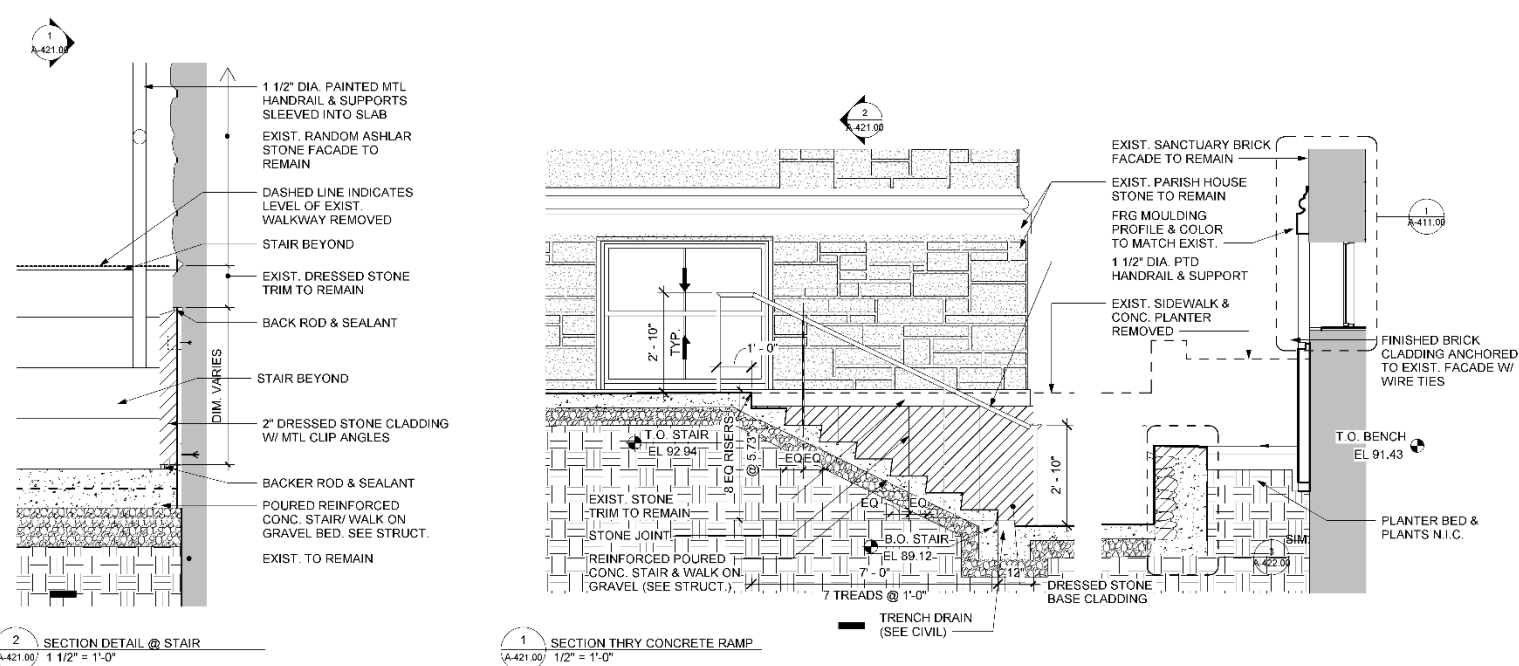 1
A-421.00
1 1/2" DIA. PAINTED MTL
HANDRAIL & SUPPORTS
SLEEVED INTO SLAB
EXIST. RANDOM ASHLAR
STONE FACADE TO
REMAIN
DASHED LINE INDICATES
LEVEL OF EXIST.
WALKWAY REMOVED
STAIR BEYOND
EXIST. DRESSED STONE
TRIM TO REMAIN
BACK ROD & SEALANT
STAIR BEYOND
DIM. VARIES
2" DRESSED STONE CLADDING
W/ MTL CLIP ANGLES
BACKER ROD & SEALANT
POURED REINFORCED
CONC. STAIR/ WALK ON
GRAVEL BED. SEE STRUCT.
EXIST. TO REMAIN
2
A-421.00
SECTION DETAIL @ STAIR
1 1/2" = 1'-0"
2
A-421.00
EXIST. SANCTUARY BRICK
FACADE TO REMAIN
EXIST. PARISH HOUSE
STONE TO REMAIN
FRG MOULDING
PROFILE & COLOR
TO MATCH EXIST.
1 1/2" DIA. PTD
HANDRAIL & SUPPORT
EXIST. SIDEWALK &
CONC. PLANTER
REMOVED
1
A-411.00
FINISHED BRICK
CLADDING ANCHORED
TO EXIST. FACADE W/
WIRE TIES
2' - 10"
TYP.
1' - 0"
T.O. STAIR
EL 92.94
8 EQ RISERS
@ 5.73"
EQ EQ
EQ
EQ
2' - 10"
T.O. BENCH
EL 91.43
EXIST. STONE
TRIM TO REMAIN
STONE JOINT
REINFORCED POURED
CONC. STAIR & WALK ON
GRAVEL (SEE STRUCT.)
B.O. STAIR
EL 89.12
7' - 0"
7 TREADS @ 1'-0"
12"
DRESSED STONE
BASE CLADDING
TRENCH DRAIN
(SEE CIVIL)
PLANTER BED &
PLANTS N.I.C.
SIM.
3
A-422.00
1
A-421.00
SECTION THRY CONCRETE RAMP
1/2" = 1'-0"